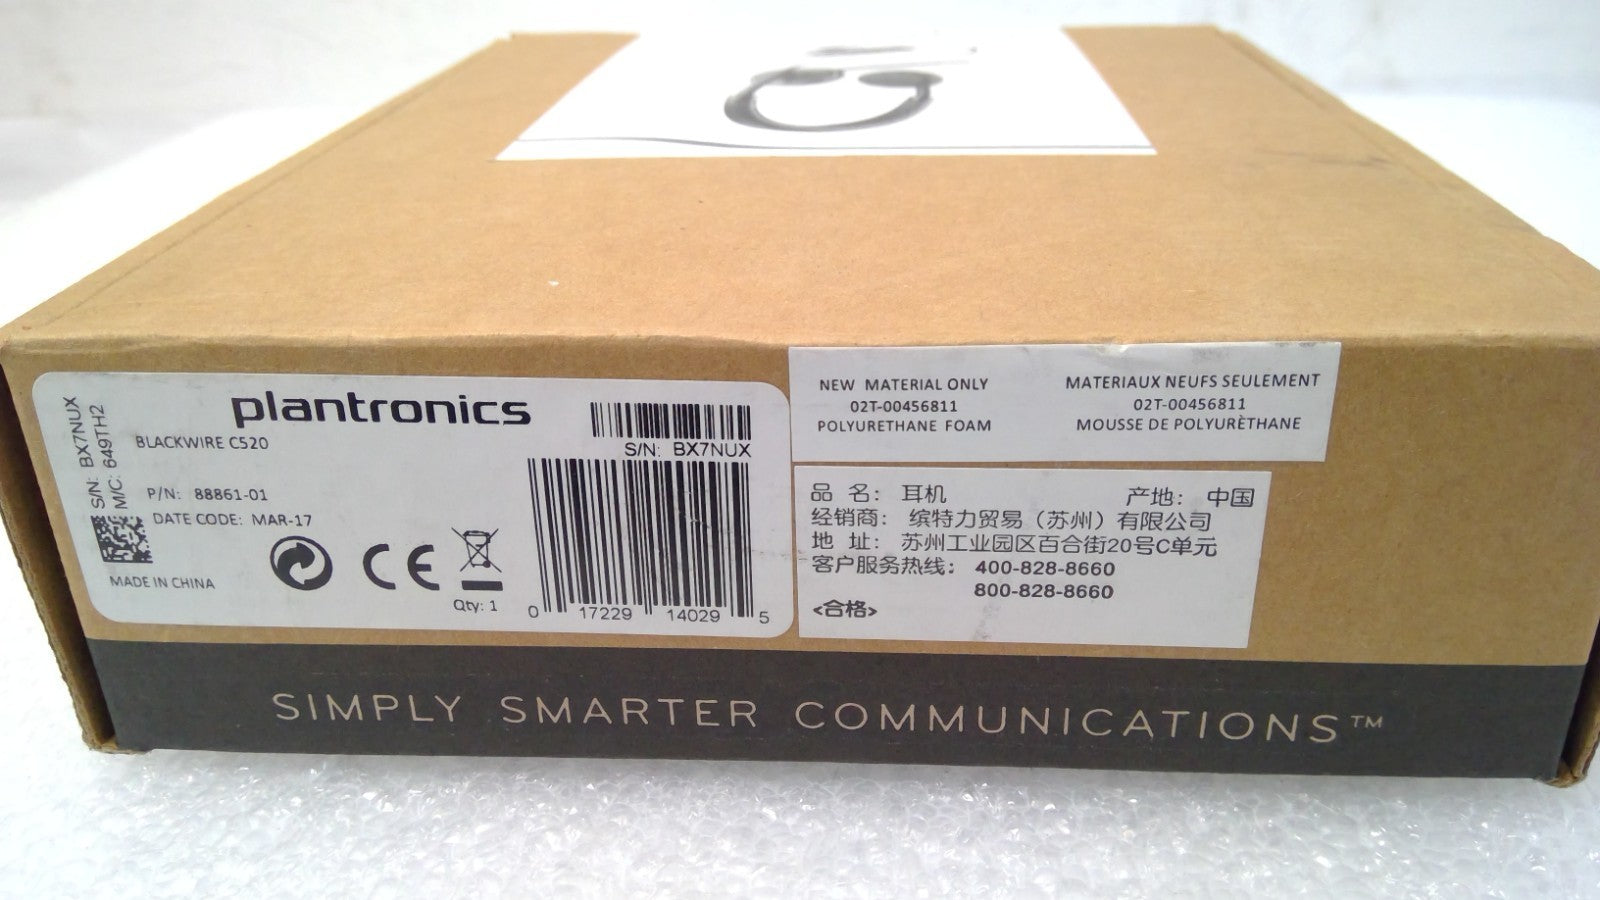 S/N: BX7NUX
M/C: 649TH2
plantronics
BLACKWIRE C520
P/N: 88861-01
DATE CODE: MAR-17
MADE IN CHINA
CE
Qty: 1
S/N: BX7NUX
0 17229 14029 5
NEW MATERIAL ONLY
02T-00456811
POLYURETHANE FOAM
MATERIAUX NEUFS SEULEMENT
02T-00456811
MOUSSE DE POLYURÈTHANE
品 名： 耳机 产地： 中国
经销商： 缤特力贸易（苏州）有限公司
地 址： 苏州工业园区百合街20号C单元
客户服务热线： 400-828-8660
800-828-8660
<合格>
SIMPLY SMARTER COMMUNICATIONS™